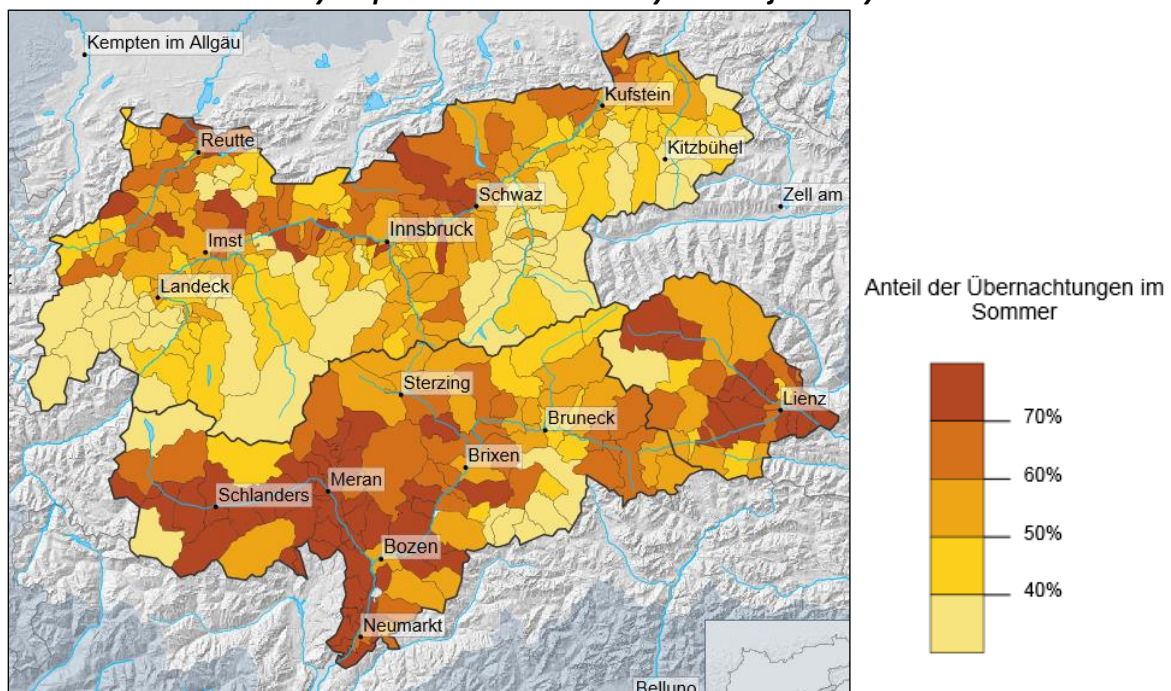 Kempten im Allgäu
Kufstein
Reutte
Kitzbühel
Schwaz
Zell am
Innsbruck
Imst
Landeck
Anteil der Übernachtungen im
Sommer
Sterzing
Lienz
70%
Bruneck
Brixen
60%
Meran
Schlanders
50%
Bozen
40%
Neumarkt
Belluno